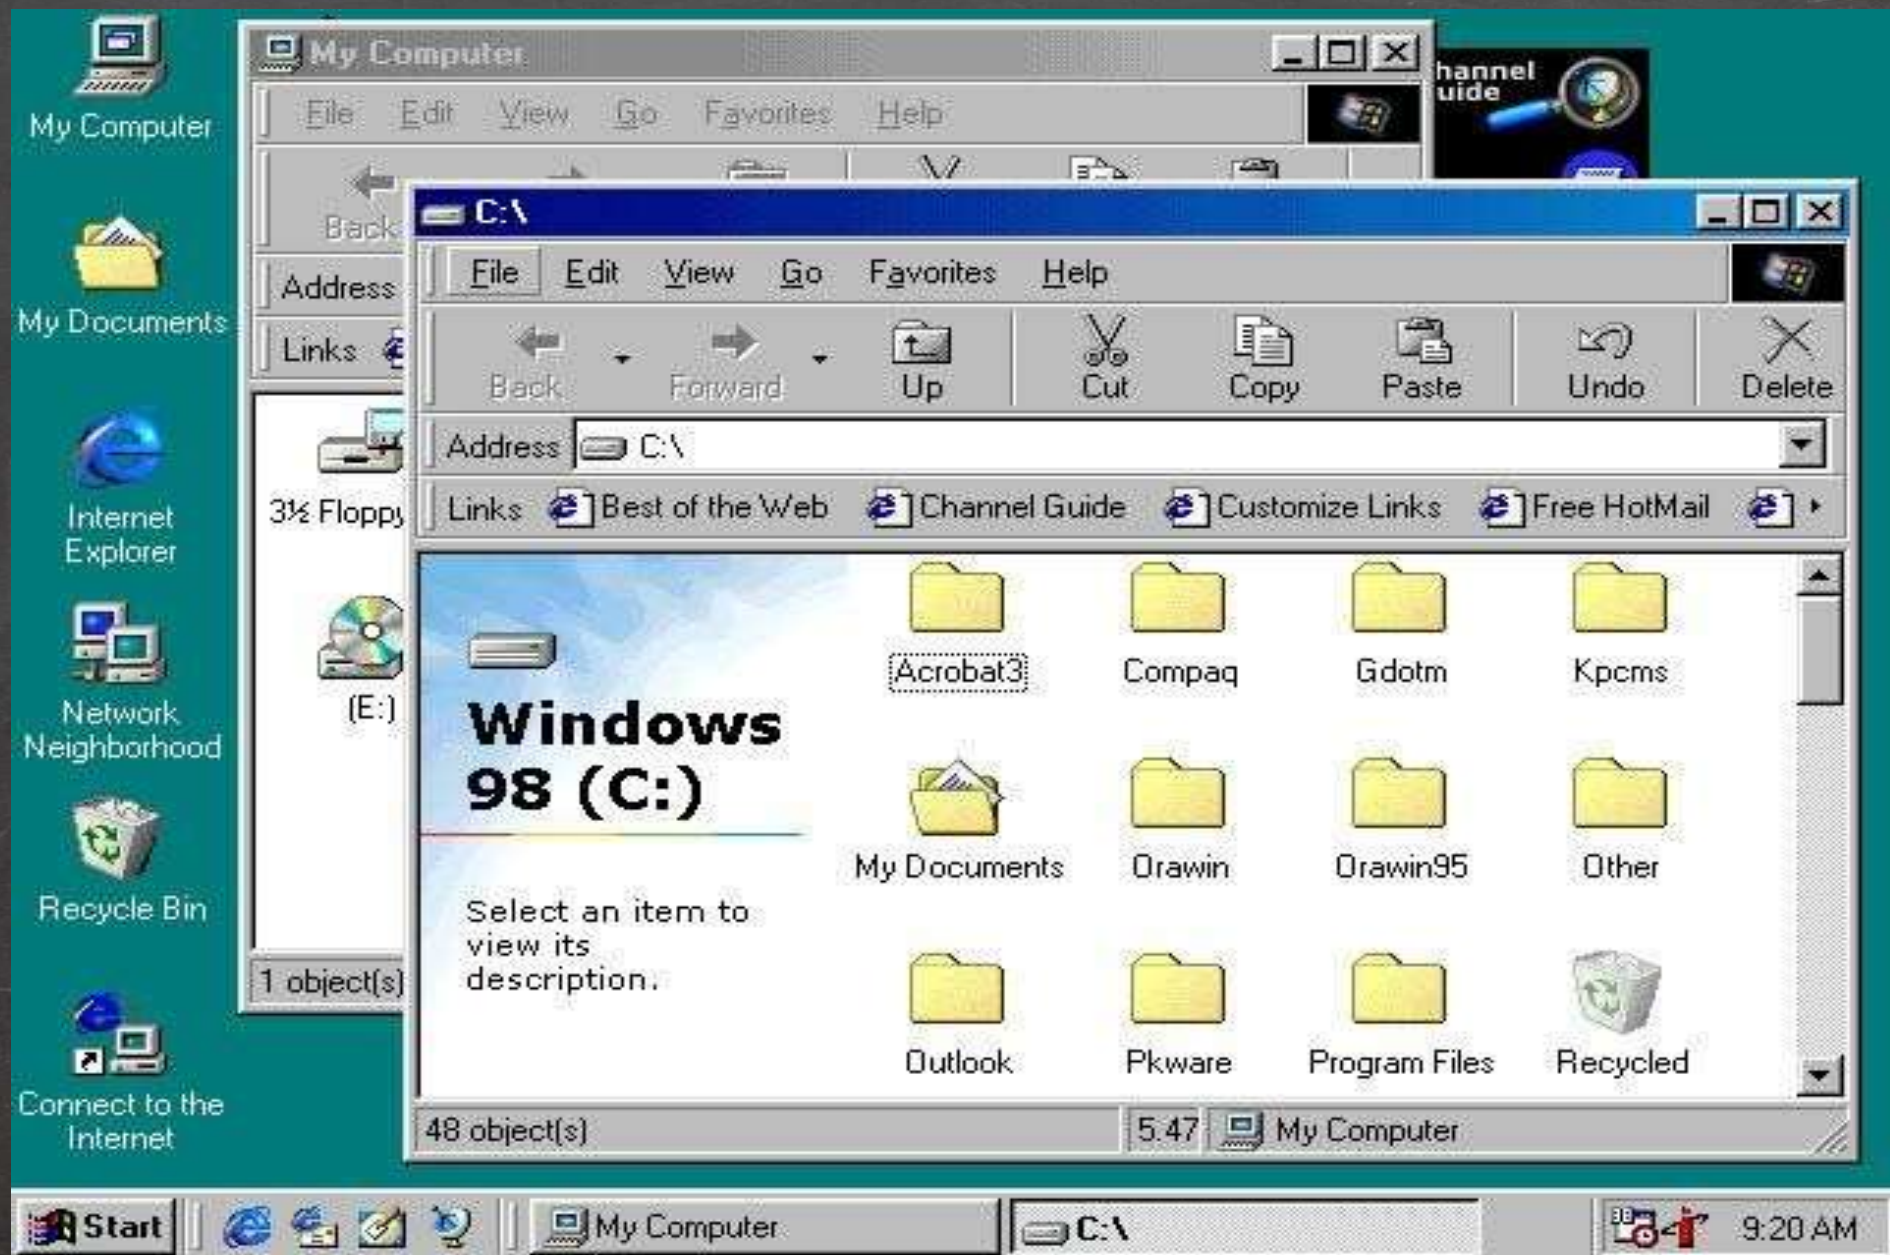 My Computer
My Documents
Internet
Explorer
Network
Neighborhood
Recycle Bin
Connect to the
Internet
My Computer
File Edit View Go Favorites Help
Back
Address
Links
3½ Floppy
(E:)
1 object(s)
hannel
uide
C:\
File Edit View Go Favorites Help
Back Forward Up Cut Copy Paste Undo Delete
Address C:\
Links Best of the Web Channel Guide Customize Links Free HotMail
Windows
98 (C:)
Select an item to
view its
description.
Acrobat3 Compaq Gdotm Kpcms
My Documents Orawin Orawin95 Other
Outlook Pkware Program Files Recycled
48 object(s) 5.47 My Computer
Start My Computer C:\ 9:20 AM